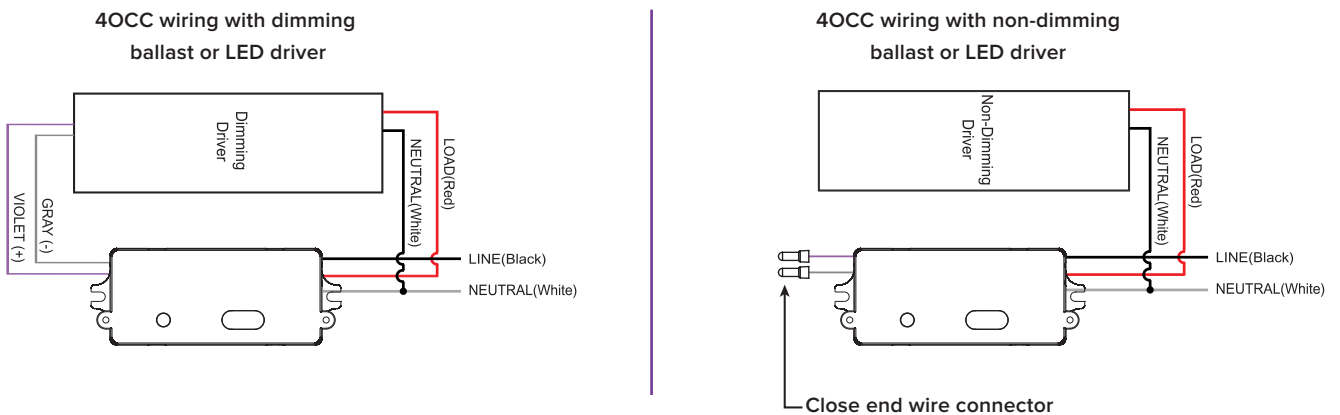 4OCC wiring with dimming
ballast or LED driver
Dimming
Driver
NEUTRAL(White)
LOAD(Red)
VIOLET (+)
GRAY (-)
LINE(Black)
NEUTRAL(White)
4OCC wiring with non-dimming
ballast or LED driver
Non-Dimming
Driver
NEUTRAL(White)
LOAD(Red)
LINE(Black)
NEUTRAL(White)
Close end wire connector